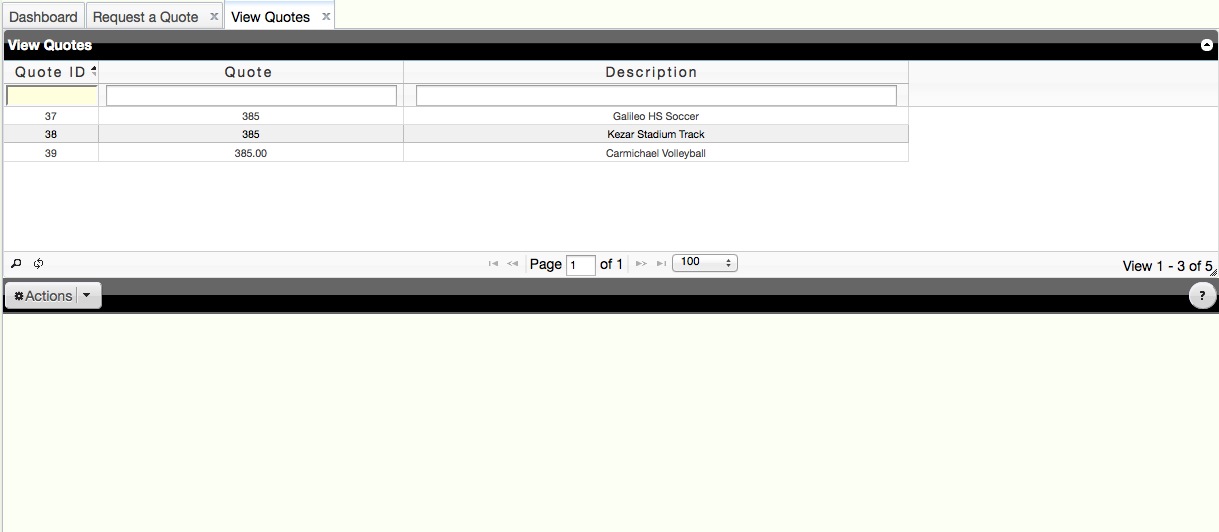 Dashboard Request a Quote x View Quotes x
View Quotes
Quote ID Quote Description
37 385 Galileo HS Soccer
38 385 Kezar Stadium Track
39 385.00 Carmichael Volleyball
Page 1 of 1 100 View 1 - 3 of 5
Actions ?